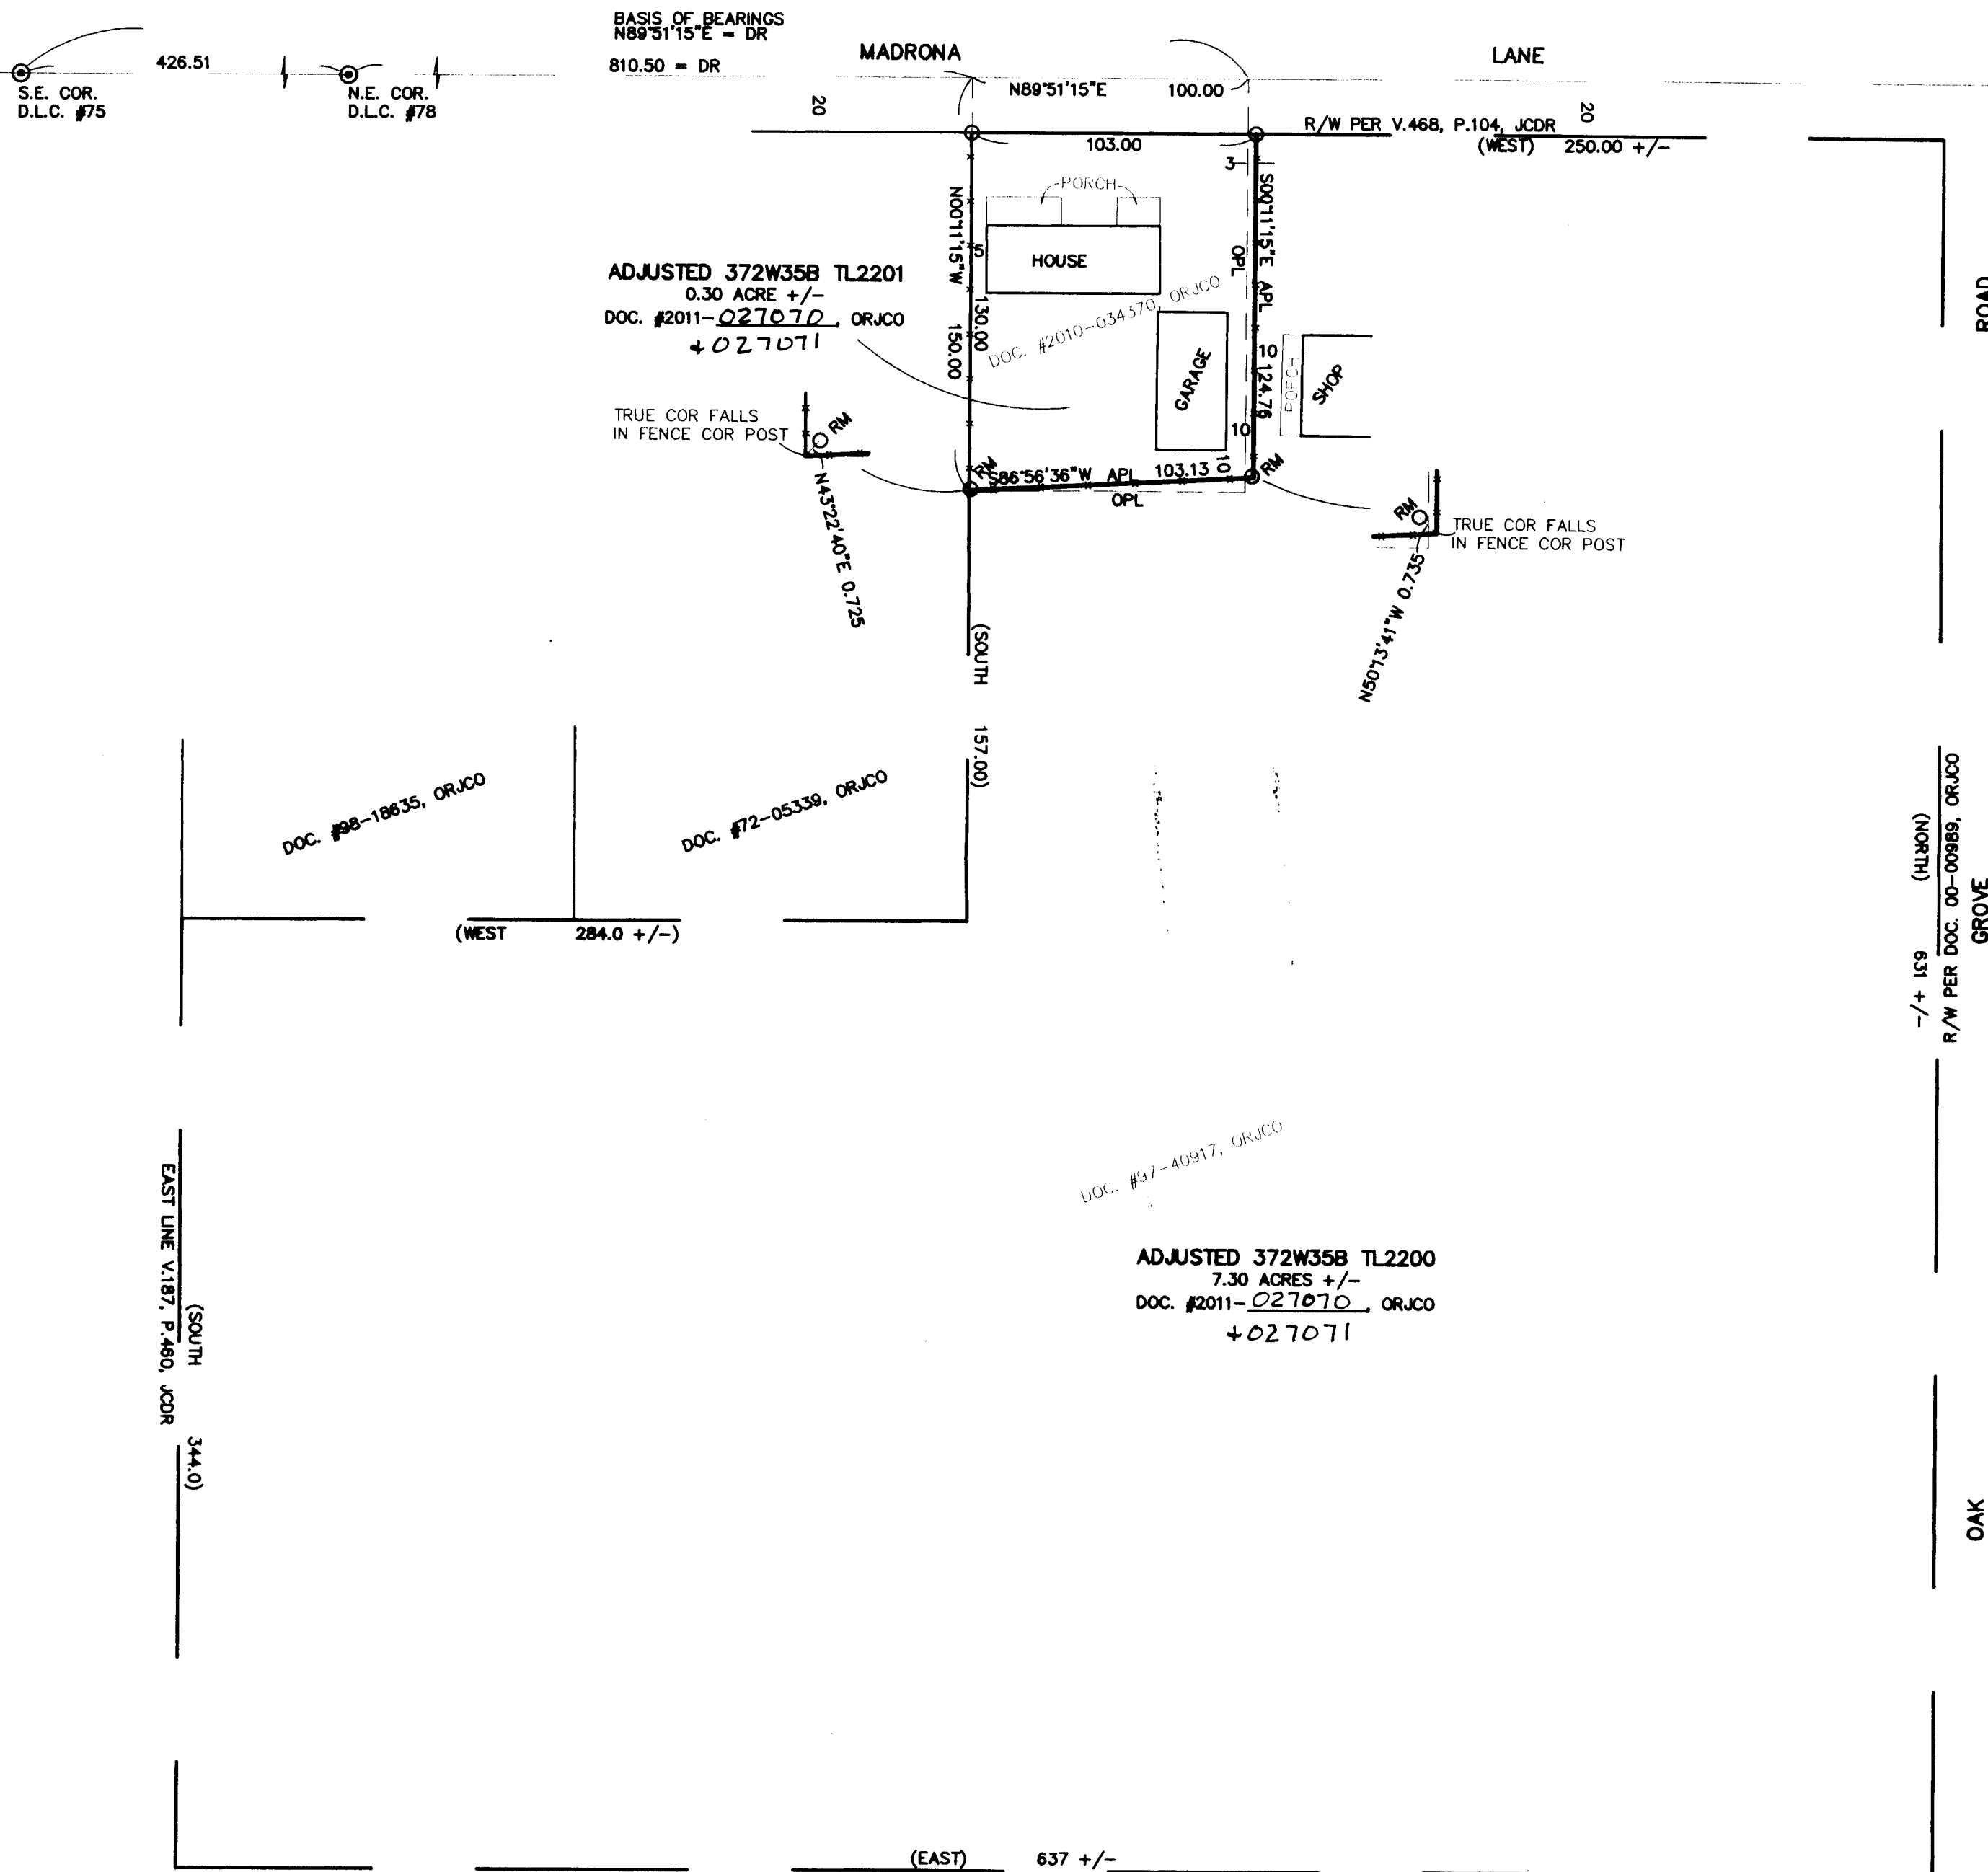 BASIS OF BEARINGS
N89°51'15"E = DR
810.50 = DR
MADRONA
LANE
426.51
S.E. COR.
D.L.C. #75
N.E. COR.
D.L.C. #78
20
N89°51'15"E
100.00
20
R/W PER V.468, P.104, JCDR
(WEST) 250.00 +/-
103.00
3
PORCH
HOUSE
5
N00°11'15"W
130.00
150.00
S00°11'15"E APL
OPL
ADJUSTED 372W35B TL2201
0.30 ACRE +/-
DOC. #2011-027070, ORJCO
+027071
DOC. #2010-034370, ORJCO
GARAGE
10
124.76
10
10
PORCH
SHOP
TRUE COR FALLS
IN FENCE COR POST
RM
N43°22'40"E 0.725
RM
S86°56'36"W APL 103.13
OPL
RM
RM
TRUE COR FALLS
IN FENCE COR POST
N50°13'41"W 0.735
(SOUTH 157.00)
DOC. #98-18635, ORJCO
DOC. #72-05339, ORJCO
(WEST 284.0 +/-)
ROAD
GROVE
OAK
R/W PER DOC. 00-00989, ORJCO
(NORTH) 631 +/-
DOC. #97-40917, ORJCO
ADJUSTED 372W35B TL2200
7.30 ACRES +/-
DOC. #2011-027070, ORJCO
+027071
EAST LINE V.187, P.460, JCDR
(SOUTH 344.0)
(EAST) 637 +/-